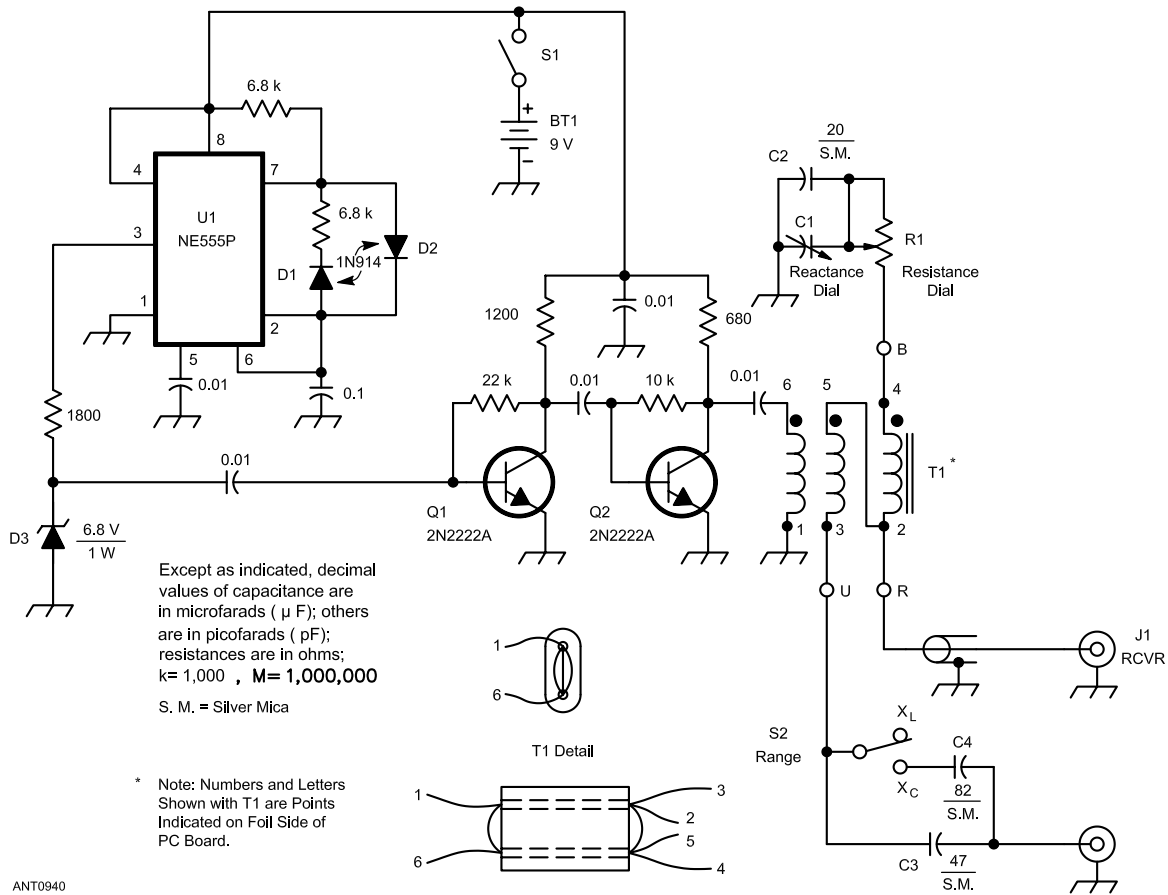 S1
6.8 k
+
BT1
9 V
–
20
S.M.
C2
8
4
7
U1
NE555P
6.8 k
C1
R1
3
D2
D1
1N914
Reactance
Dial
Resistance
Dial
1
2
0.01
1200
680
5
6
B
0.01
0.1
22 k
0.01
10 k
0.01
6
5
4
1800
0.01
T1 *
Q1
2N2222A
Q2
2N2222A
1
3
2
D3
6.8 V
1 W
U
R
Except as indicated, decimal
values of capacitance are
in microfarads ( µ F); others
are in picofarads ( pF);
resistances are in ohms;
k= 1,000 , M= 1,000,000
S. M. = Silver Mica
1
6
J1
RCVR
T1 Detail
S2
Range
XL
C4
XC
82
S.M.
* Note: Numbers and Letters
Shown with T1 are Points
Indicated on Foil Side of
PC Board.
1
6
3
2
5
4
C3
47
S.M.
ANT0940